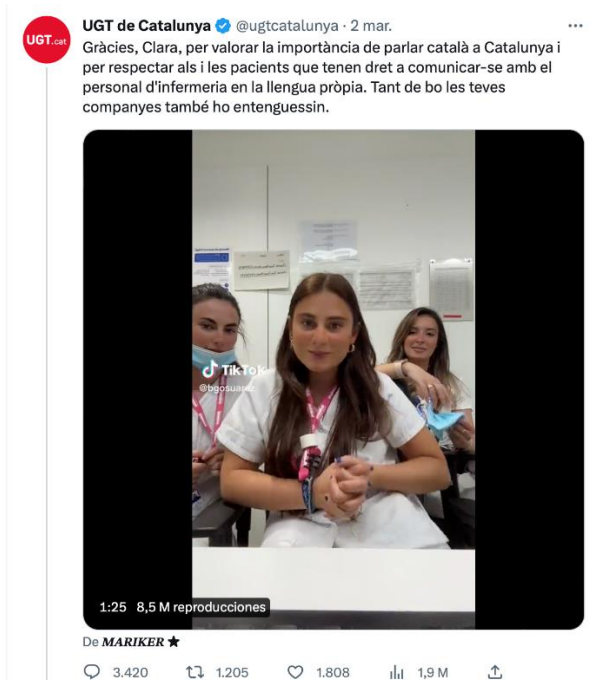 UGT.cat
UGT de Catalunya @ugtcatalunya · 2 mar.
Gràcies, Clara, per valorar la importància de parlar català a Catalunya i
per respectar als i les pacients que tenen dret a comunicar-se amb el
personal d'infermeria en la llengua pròpia. Tant de bo les teves
companyes també ho entenguessin.
TikTok
@bgosuarez
1:25 8,5 M reproducciones
De MARIKER ★
3.420 1.205 1.808 1,9 M